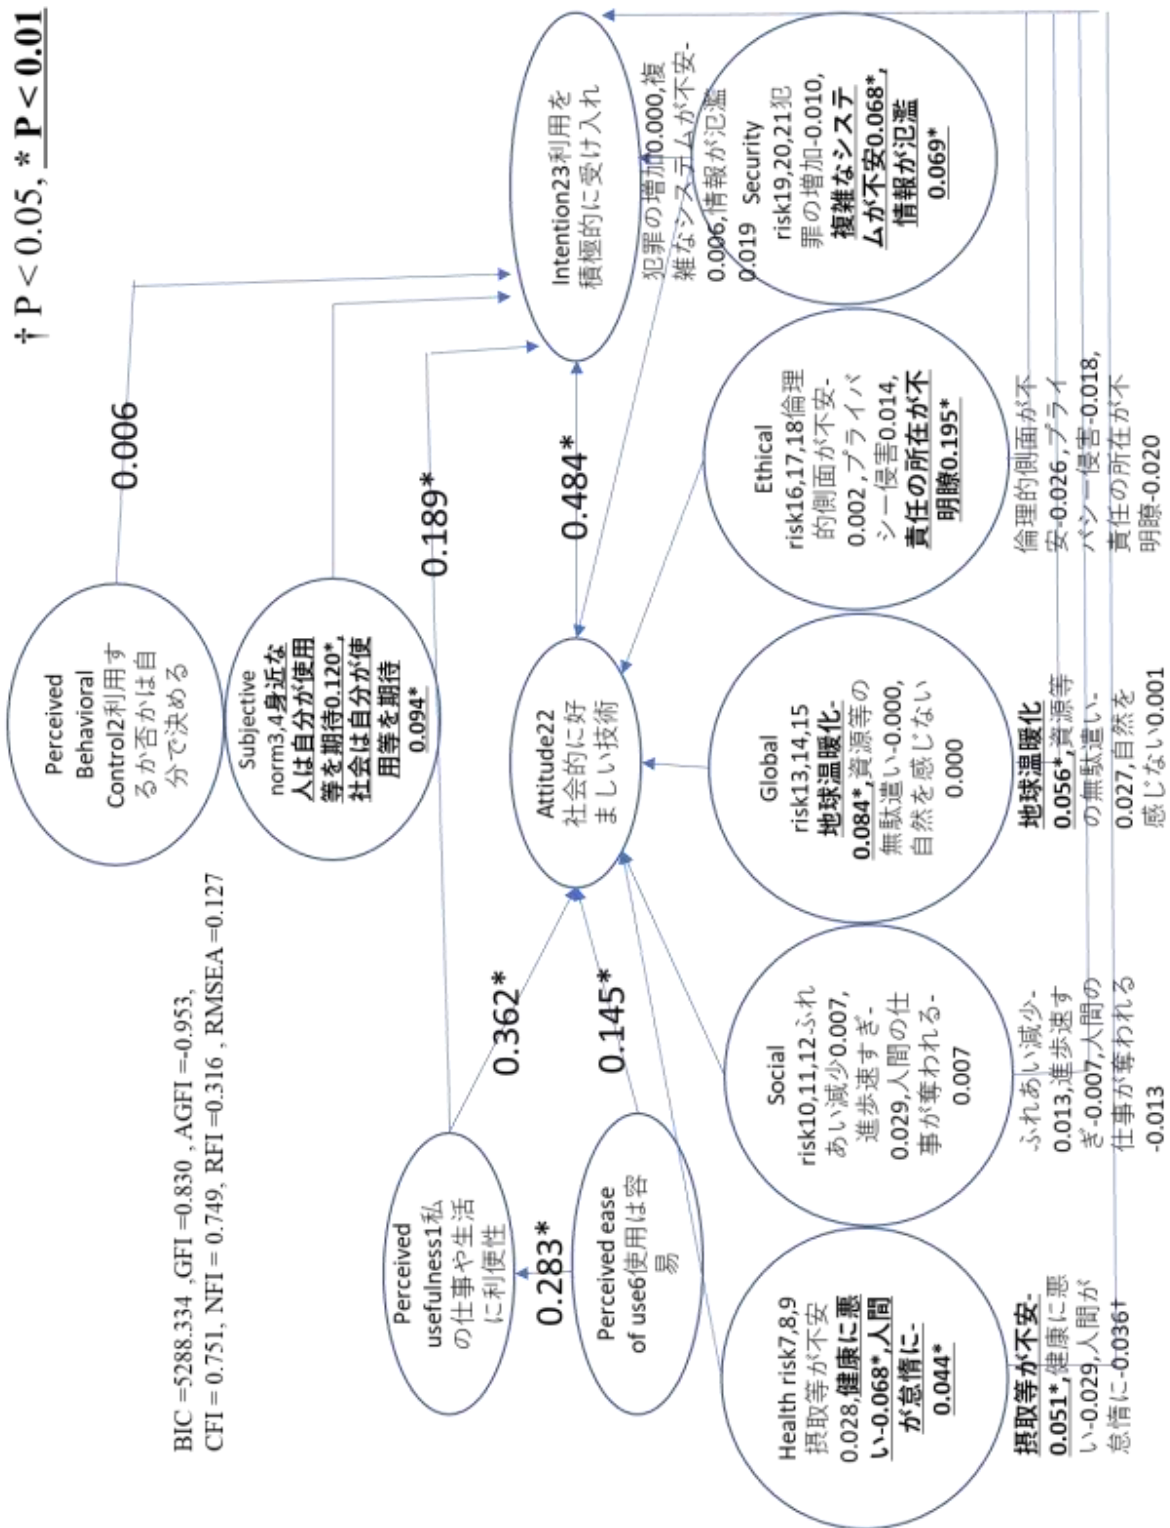 † P < 0.05, * P < 0.01
BIC =5288.334 ,GFI =0.830 , AGFI =-0.953,
CFI = 0.751, NFI = 0.749, RFI =0.316 , RMSEA =0.127
Perceived
Behavioral
Control2利用す
るか否かは自
分で決める
0.006
Subjective
norm3,4身近な
人は自分が使用
等を期待0.120*,
社会は自分が使
用等を期待
0.094*
Perceived
usefulness1私
の仕事や生活
に利便性
0.189*
0.362*
0.283*
Perceived ease
of use6使用は容
易
0.145*
Attitude22
社会的に好
ましい技術
0.484*
Intention23利用を
積極的に受け入れ
犯罪の増加0.000,複
雑なシステムが不安-
0.006,情報が氾濫
0.019
Health risk7,8,9
摂取等が不安
0.028,健康に悪
い-0.068*,人間
が怠惰に-
0.044*
Social
risk10,11,12ふれ
あい減少0.007,
進歩速すぎ-
0.029,人間の仕
事が奪われる-
0.007
Global
risk13,14,15
地球温暖化-
0.084*,資源等の
無駄遣い-0.000,
自然を感じない
0.000
Ethical
risk16,17,18倫理
的側面が不安-
0.002 ,プライバ
シー侵害0.014,
責任の所在が不
明瞭0.195*
Security
risk19,20,21犯
罪の増加-0.010,
複雑なシステ
ムが不安0.068*,
情報が氾濫
0.069*
摂取等が不安-
0.051*,健康に悪
い-0.029,人間が
怠惰に-0.036†
ふれあい減少-
0.013,進歩速す
ぎ-0.007,人間の
仕事が奪われる
-0.013
地球温暖化
0.056*,資源等
の無駄遣い-
0.027,自然を
感じない0.001
倫理的側面が不
安-0.026 ,プライ
バシー侵害-0.018,
責任の所在が不
明瞭-0.020